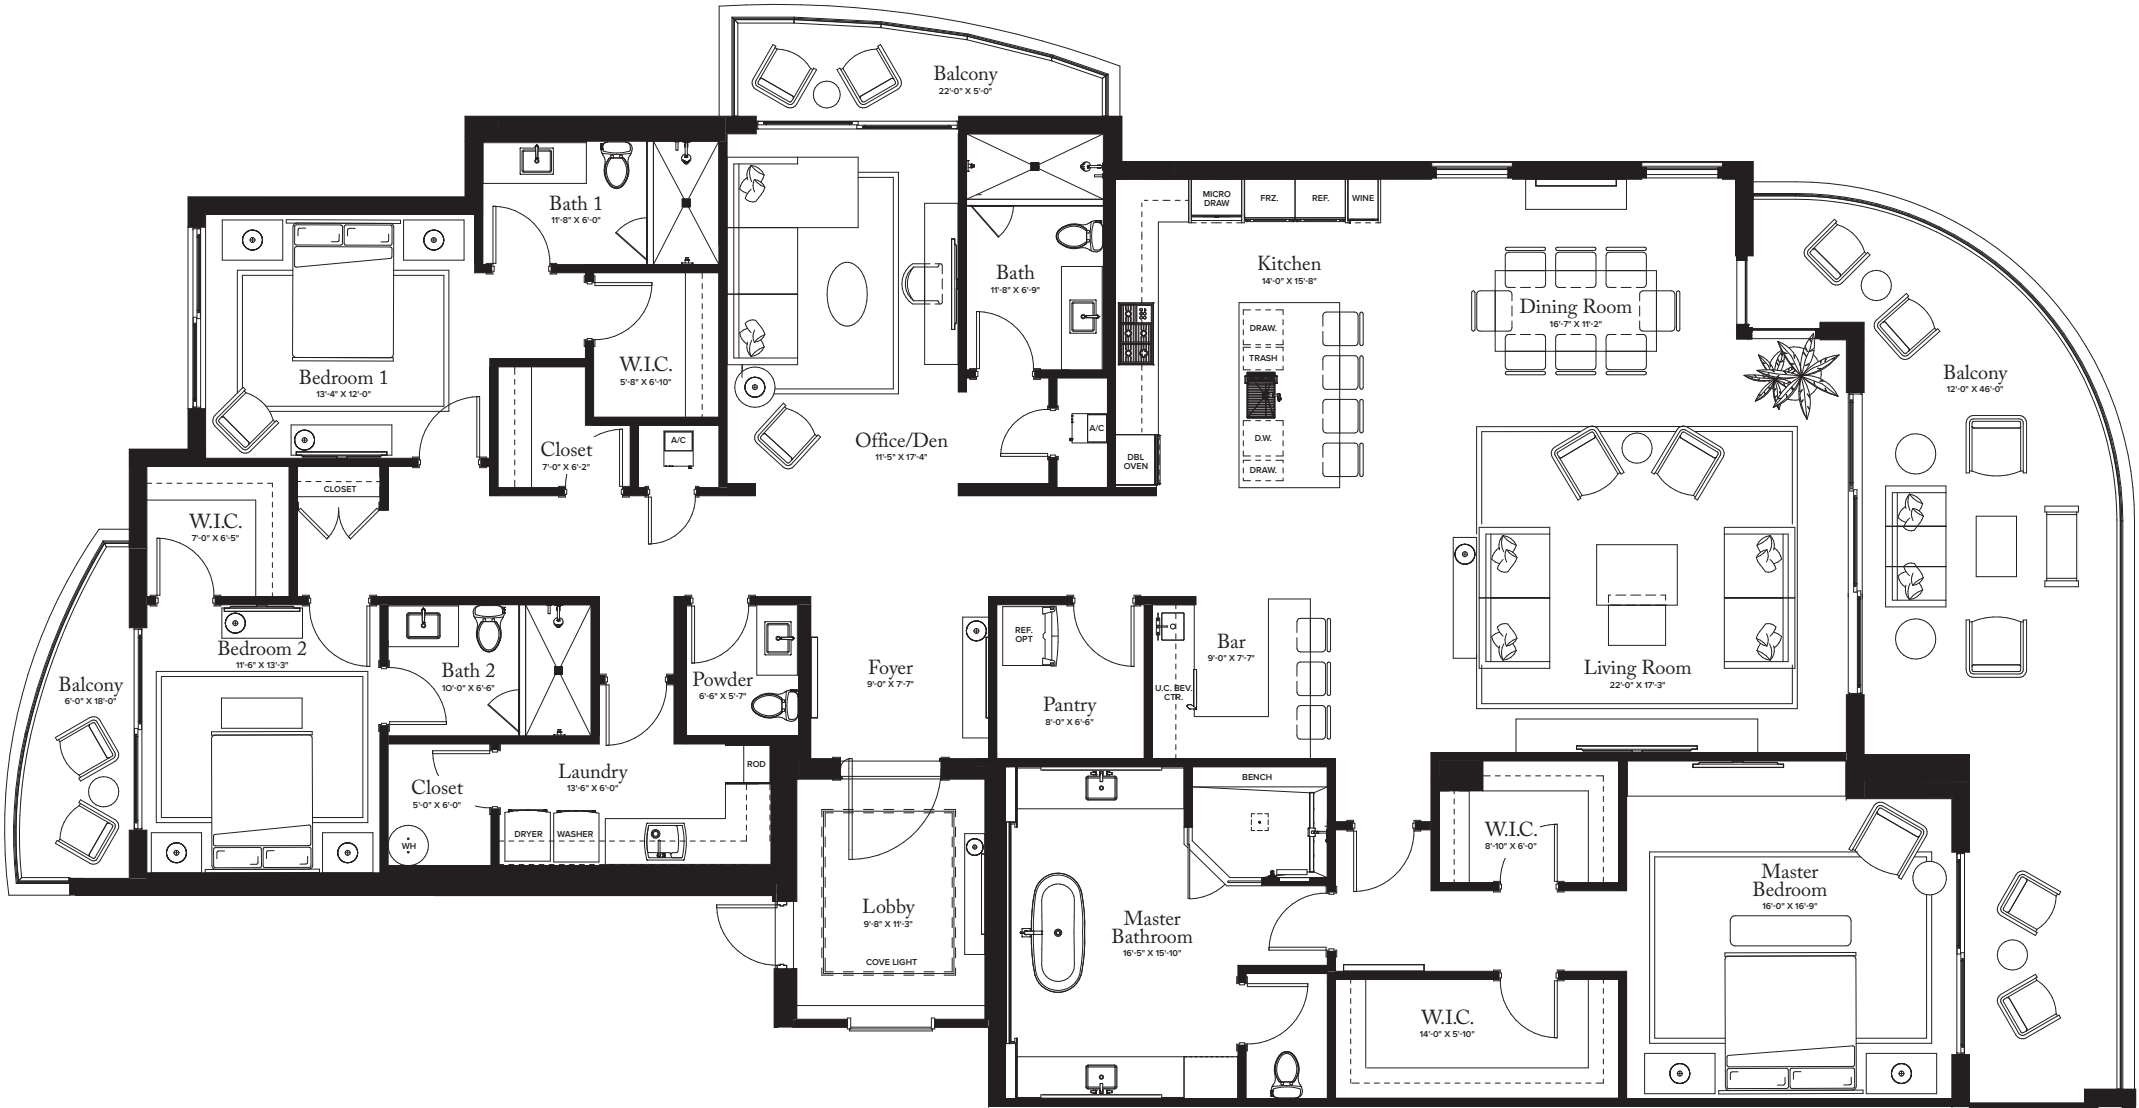 Balcony
22'-0" X 5'-0"
Bath 1
11'-8" X 6'-0"
MICRO
DRAW
FRZ.
REF.
WINE
Kitchen
14'-0" X 15'-8"
Bath
11'-8" X 6'-9"
Dining Room
16'-7" X 11'-2"
DRAW.
TRASH
D.W.
DRAW.
W.I.C.
5'-8" X 6'-10"
Bedroom 1
13'-4" X 12'-0"
Balcony
12'-0" X 46'-0"
Closet
7'-0" X 6'-2"
A/C
Office/Den
11'-5" X 17'-4"
A/C
DBL
OVEN
CLOSET
W.I.C.
7'-0" X 6'-5"
Bedroom 2
11'-6" X 13'-3"
Bath 2
10'-0" X 6'-6"
Balcony
6'-0" X 18'-0"
Powder
6'-6" X 5'-7"
Foyer
9'-0" X 7'-7"
REF.
OPT
Pantry
8'-0" X 6'-6"
Bar
9'-0" X 7'-7"
U.C. BEV.
CTR.
Living Room
22'-0" X 17'-3"
Closet
5'-0" X 6'-0"
WH
Laundry
13'-6" X 6'-0"
ROD
DRYER
WASHER
BENCH
W.I.C.
8'-10" X 6'-0"
Master
Bedroom
16'-0" X 16'-9"
Lobby
9'-8" X 11'-3"
COVE LIGHT
Master
Bathroom
16'-5" X 15'-10"
W.I.C.
14'-0" X 5'-10"